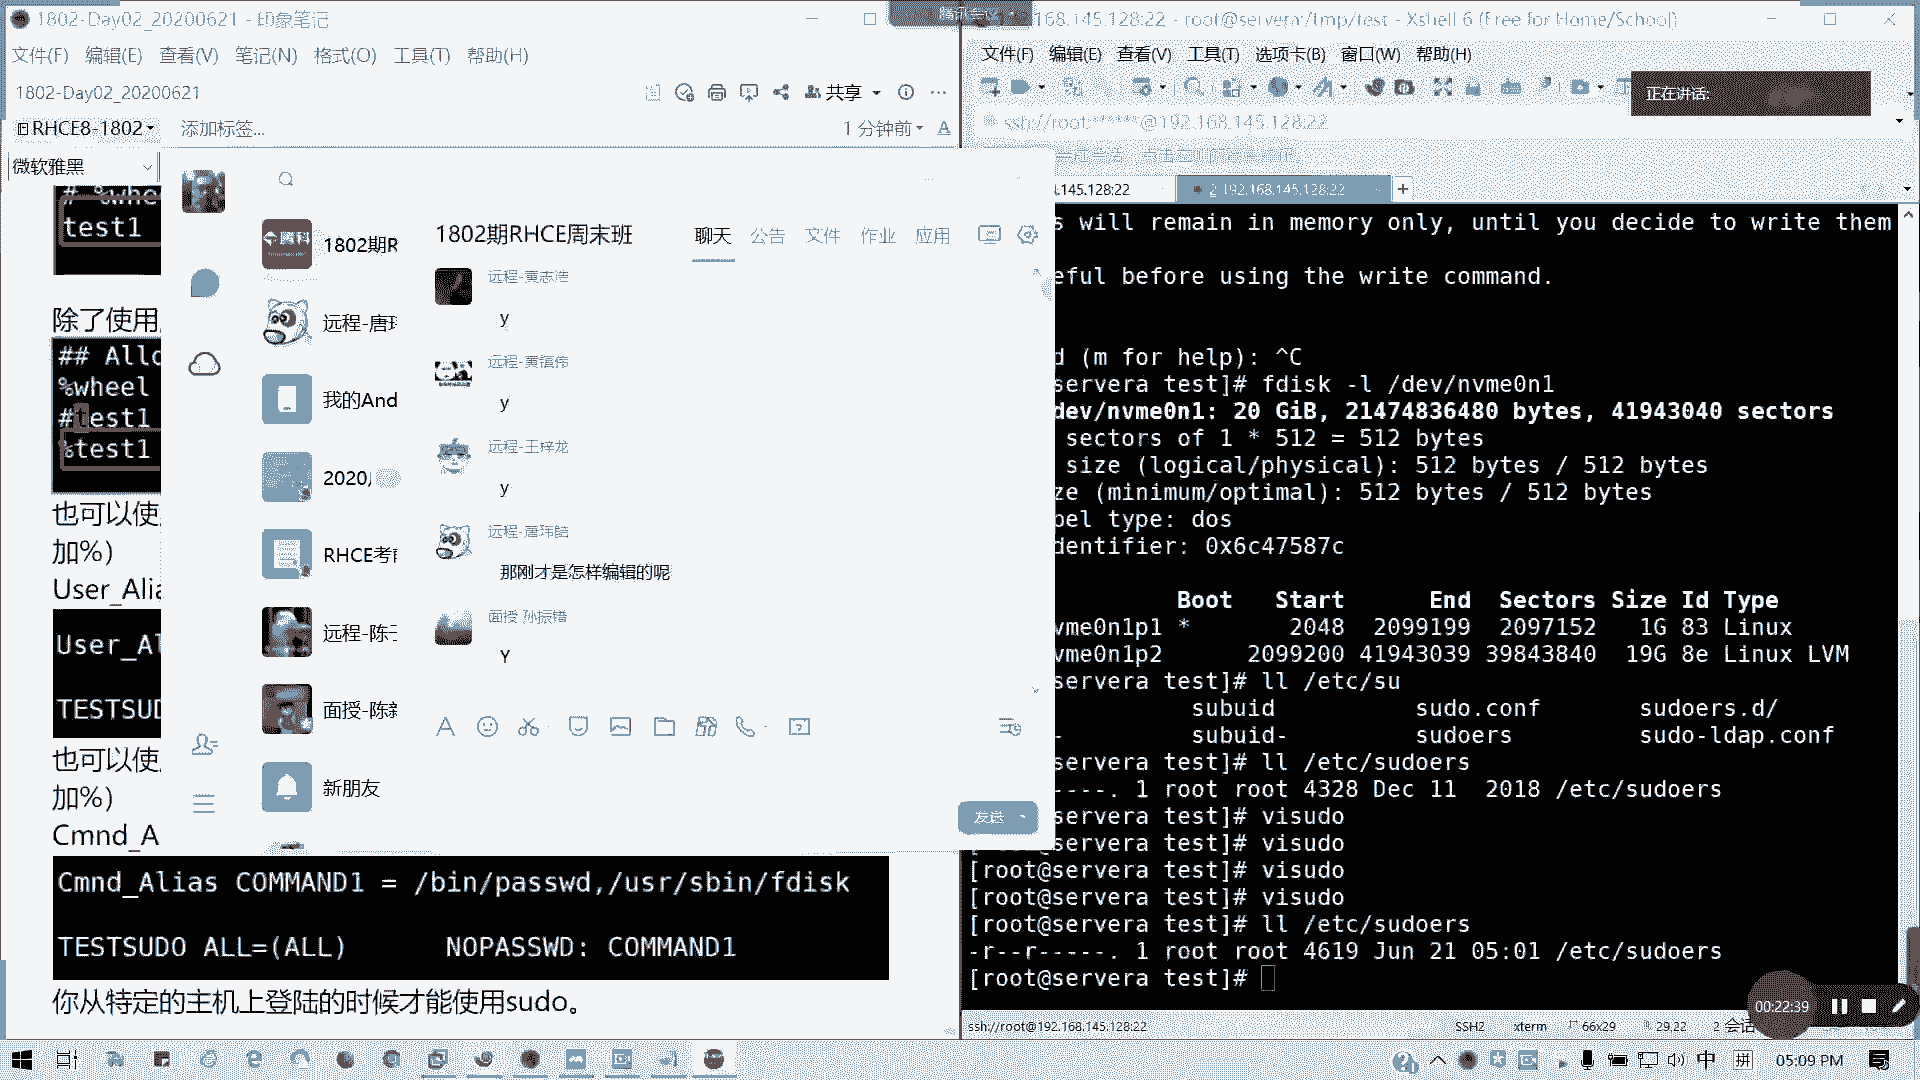 1802-Day02_20200621 - 印象笔记
文件(F) 编辑(E) 查看(V) 笔记(N) 格式(O) 工具(T) 帮助(H)
1802-Day02_20200621
共享
RHCE8-1802
添加标签...
1 分钟前
微软雅黑
# %whe
test1
除了使用
## Allo
%wheel
#test1
%test1
也可以使
加%)
User_Alia
User_Al
TESTSUD
也可以使
加%)
Cmnd_A
Cmnd_Alias COMMAND1 = /bin/passwd,/usr/sbin/fdisk
TESTSUDO ALL=(ALL) NOPASSWD: COMMAND1
你从特定的主机上登陆的时候才能使用sudo。
1802期R
远程-唐玮
我的And
2020,
RHCE考前
远程-陈子
面授-陈新
新朋友
1802期RHCE周末班
聊天 公告 文件 作业 应用
远程-黄志浩
y
远程-黄镇伟
y
远程-王梓龙
y
远程-唐玮皓
那刚才是怎样编辑的呢
面授 孙振锴
Y
发送
腾讯会议
168.145.128:22 - root@servera:/tmp/test - Xshell 6 (Free for Home/School)
文件(F) 编辑(E) 查看(V) 工具(T) 选项卡(B) 窗口(W) 帮助(H)
正在讲话:
ssh://root:******@192.168.145.128:22
.145.128:22
2 192.168.145.128:22
s will remain in memory only, until you decide to write them
eful before using the write command.
d (m for help): ^C
servera test]# fdisk -l /dev/nvme0n1
dev/nvme0n1: 20 GiB, 21474836480 bytes, 41943040 sectors
sectors of 1 * 512 = 512 bytes
size (logical/physical): 512 bytes / 512 bytes
ze (minimum/optimal): 512 bytes / 512 bytes
bel type: dos
dentifier: 0x6c47587c
Boot Start End Sectors Size Id Type
vme0n1p1 * 2048 2099199 2097152 1G 83 Linux
vme0n1p2 2099200 41943039 39843840 19G 8e Linux LVM
servera test]# ll /etc/su
subuid sudo.conf sudoers.d/
- subuid- sudoers sudo-ldap.conf
servera test]# ll /etc/sudoers
----. 1 root root 4328 Dec 11 2018 /etc/sudoers
servera test]# visudo
servera test]# visudo
[root@servera test]# visudo
[root@servera test]# visudo
[root@servera test]# ll /etc/sudoers
-r--r-----. 1 root root 4619 Jun 21 05:01 /etc/sudoers
[root@servera test]#
00:22:39
ssh://root@192.168.145.128:22 SSH2 xterm 66x29 29,22 2 会话
中 拼 05:09 PM